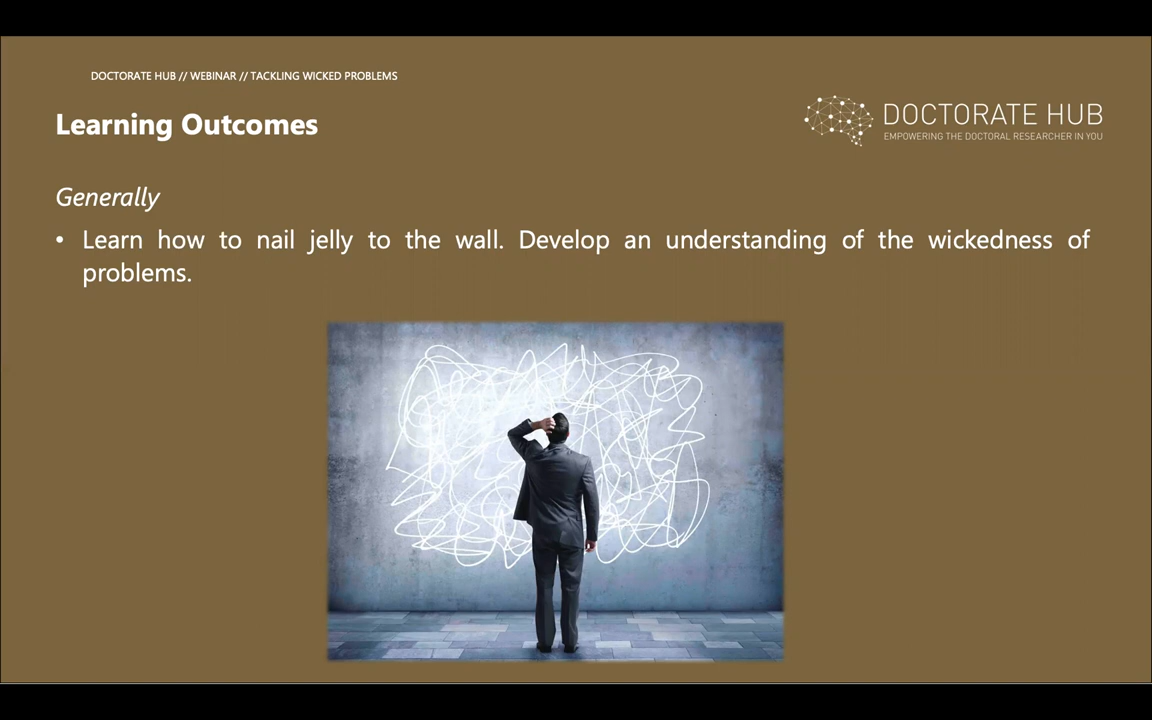 DOCTORATE HUB // WEBINAR // TACKLING WICKED PROBLEMS
Learning Outcomes
DOCTORATE HUB
EMPOWERING THE DOCTORAL RESEARCHER IN YOU
Generally
• Learn how to nail jelly to the wall. Develop an understanding of the wickedness of
problems.